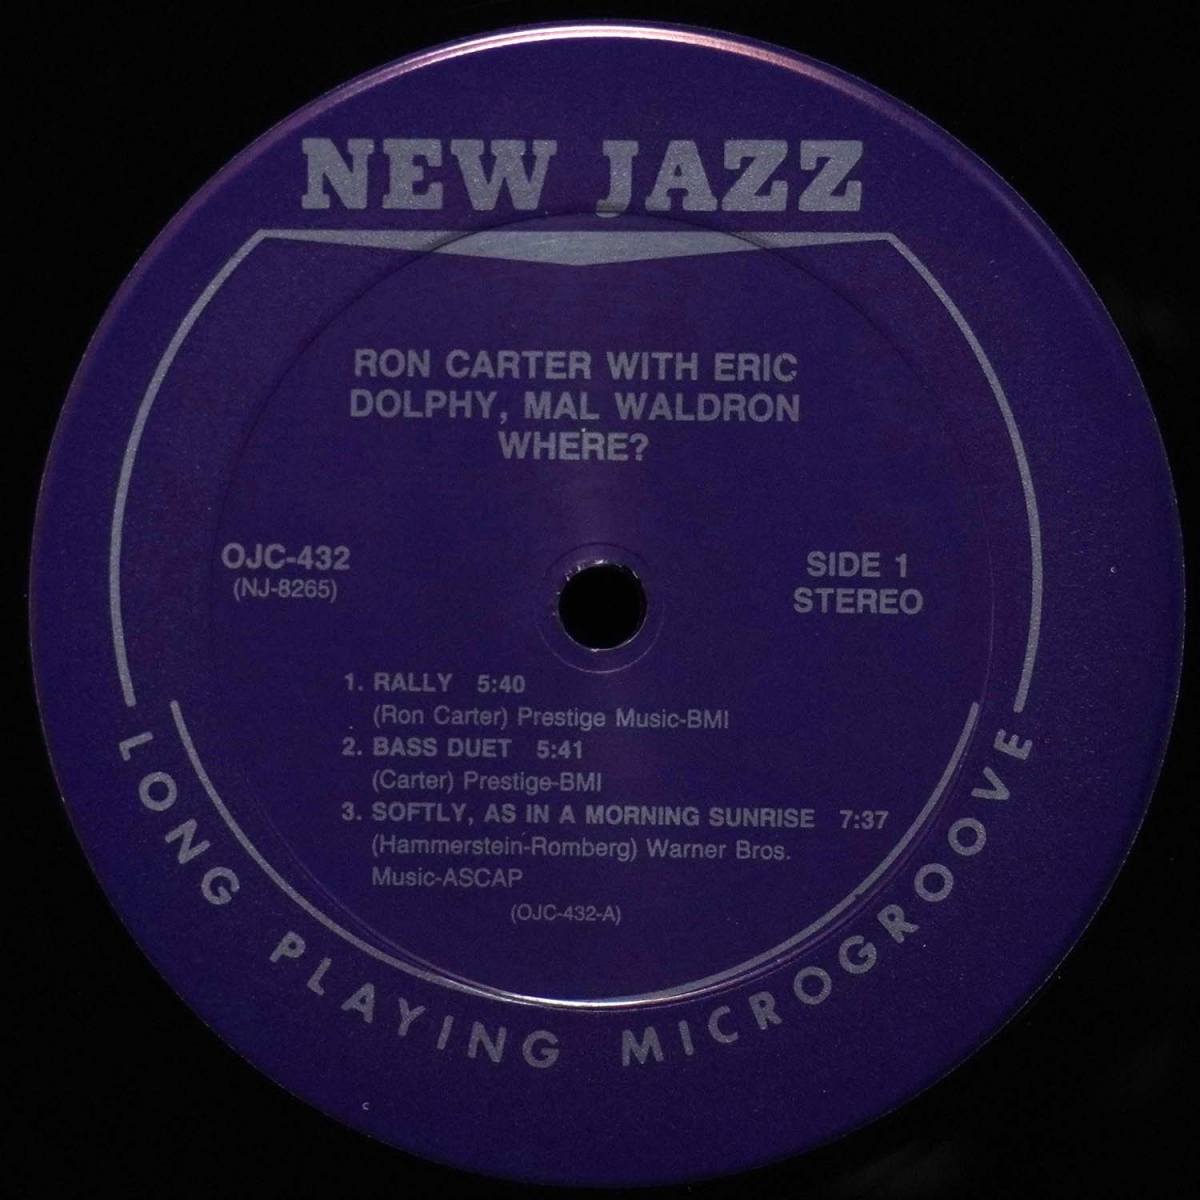 NEW JAZZ
RON CARTER WITH ERIC
DOLPHY, MAL WALDRON
WHERE?
OJC-432
(NJ-8265)
SIDE 1
STEREO
1. RALLY 5:40
(Ron Carter) Prestige Music-BMI
2. BASS DUET 5:41
(Carter) Prestige-BMI
3. SOFTLY, AS IN A MORNING SUNRISE 7:37
(Hammerstein-Romberg) Warner Bros.
Music-ASCAP
(OJC-432-A)
LONG PLAYING MICROGROOVE